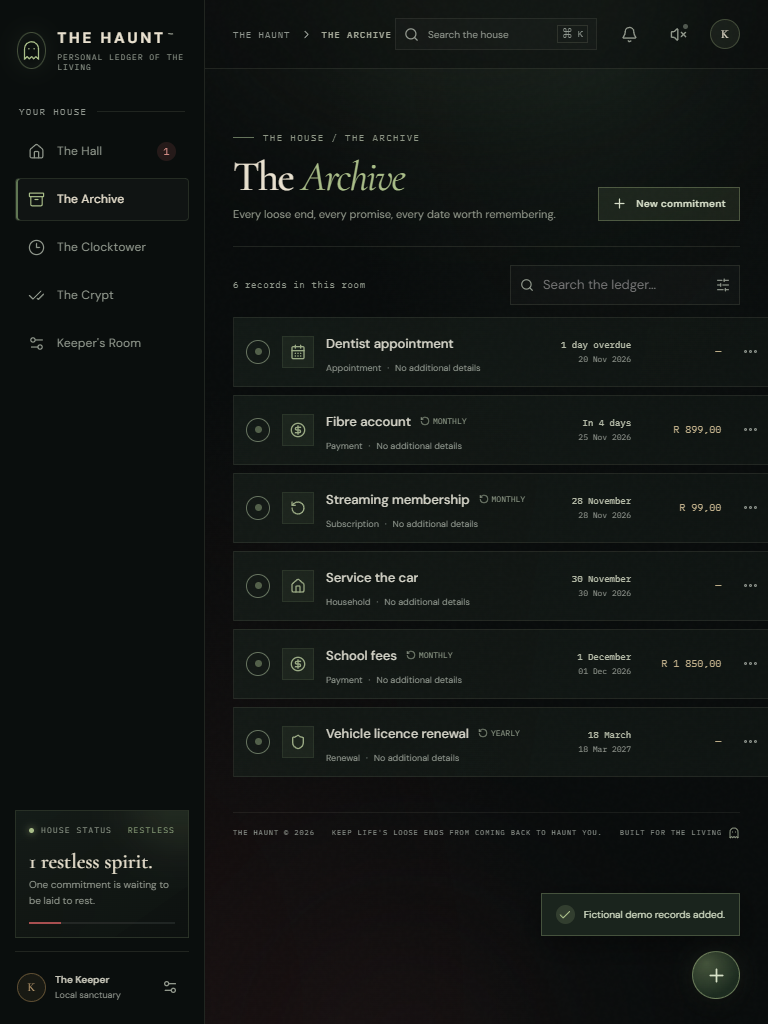 THE HAUNT™
PERSONAL LEDGER OF THE
LIVING
YOUR HOUSE
The Hall 1
The Archive
The Clocktower
The Crypt
Keeper's Room
HOUSE STATUS RESTLESS
1 restless spirit.
One commitment is waiting to
be laid to rest.
K The Keeper
Local sanctuary
THE HAUNT > THE ARCHIVE Search the house ⌘ K K
THE HOUSE / THE ARCHIVE
The Archive
Every loose end, every promise, every date worth remembering.
+ New commitment
6 records in this room Search the ledger…
Dentist appointment 1 day overdue
Appointment · No additional details 20 Nov 2026 —
Fibre account MONTHLY In 4 days
Payment · No additional details 25 Nov 2026 R 899,00
Streaming membership MONTHLY 28 November
Subscription · No additional details 28 Nov 2026 R 99,00
Service the car 30 November
Household · No additional details 30 Nov 2026 —
School fees MONTHLY 1 December
Payment · No additional details 01 Dec 2026 R 1 850,00
Vehicle licence renewal YEARLY 18 March
Renewal · No additional details 18 Mar 2027 —
THE HAUNT © 2026 KEEP LIFE'S LOOSE ENDS FROM COMING BACK TO HAUNT YOU. BUILT FOR THE LIVING
Fictional demo records added.